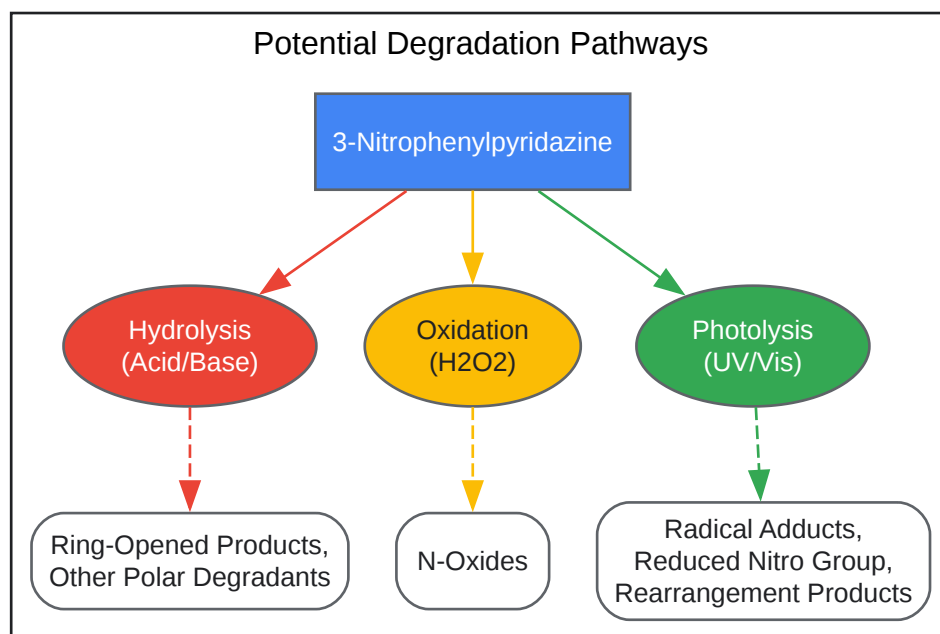 Potential Degradation Pathways
3-Nitrophenylpyridazine
Hydrolysis
(Acid/Base)
Oxidation
(H2O2)
Photolysis
(UV/Vis)
Ring-Opened Products,
Other Polar Degradants
N-Oxides
Radical Adducts,
Reduced Nitro Group,
Rearrangement Products